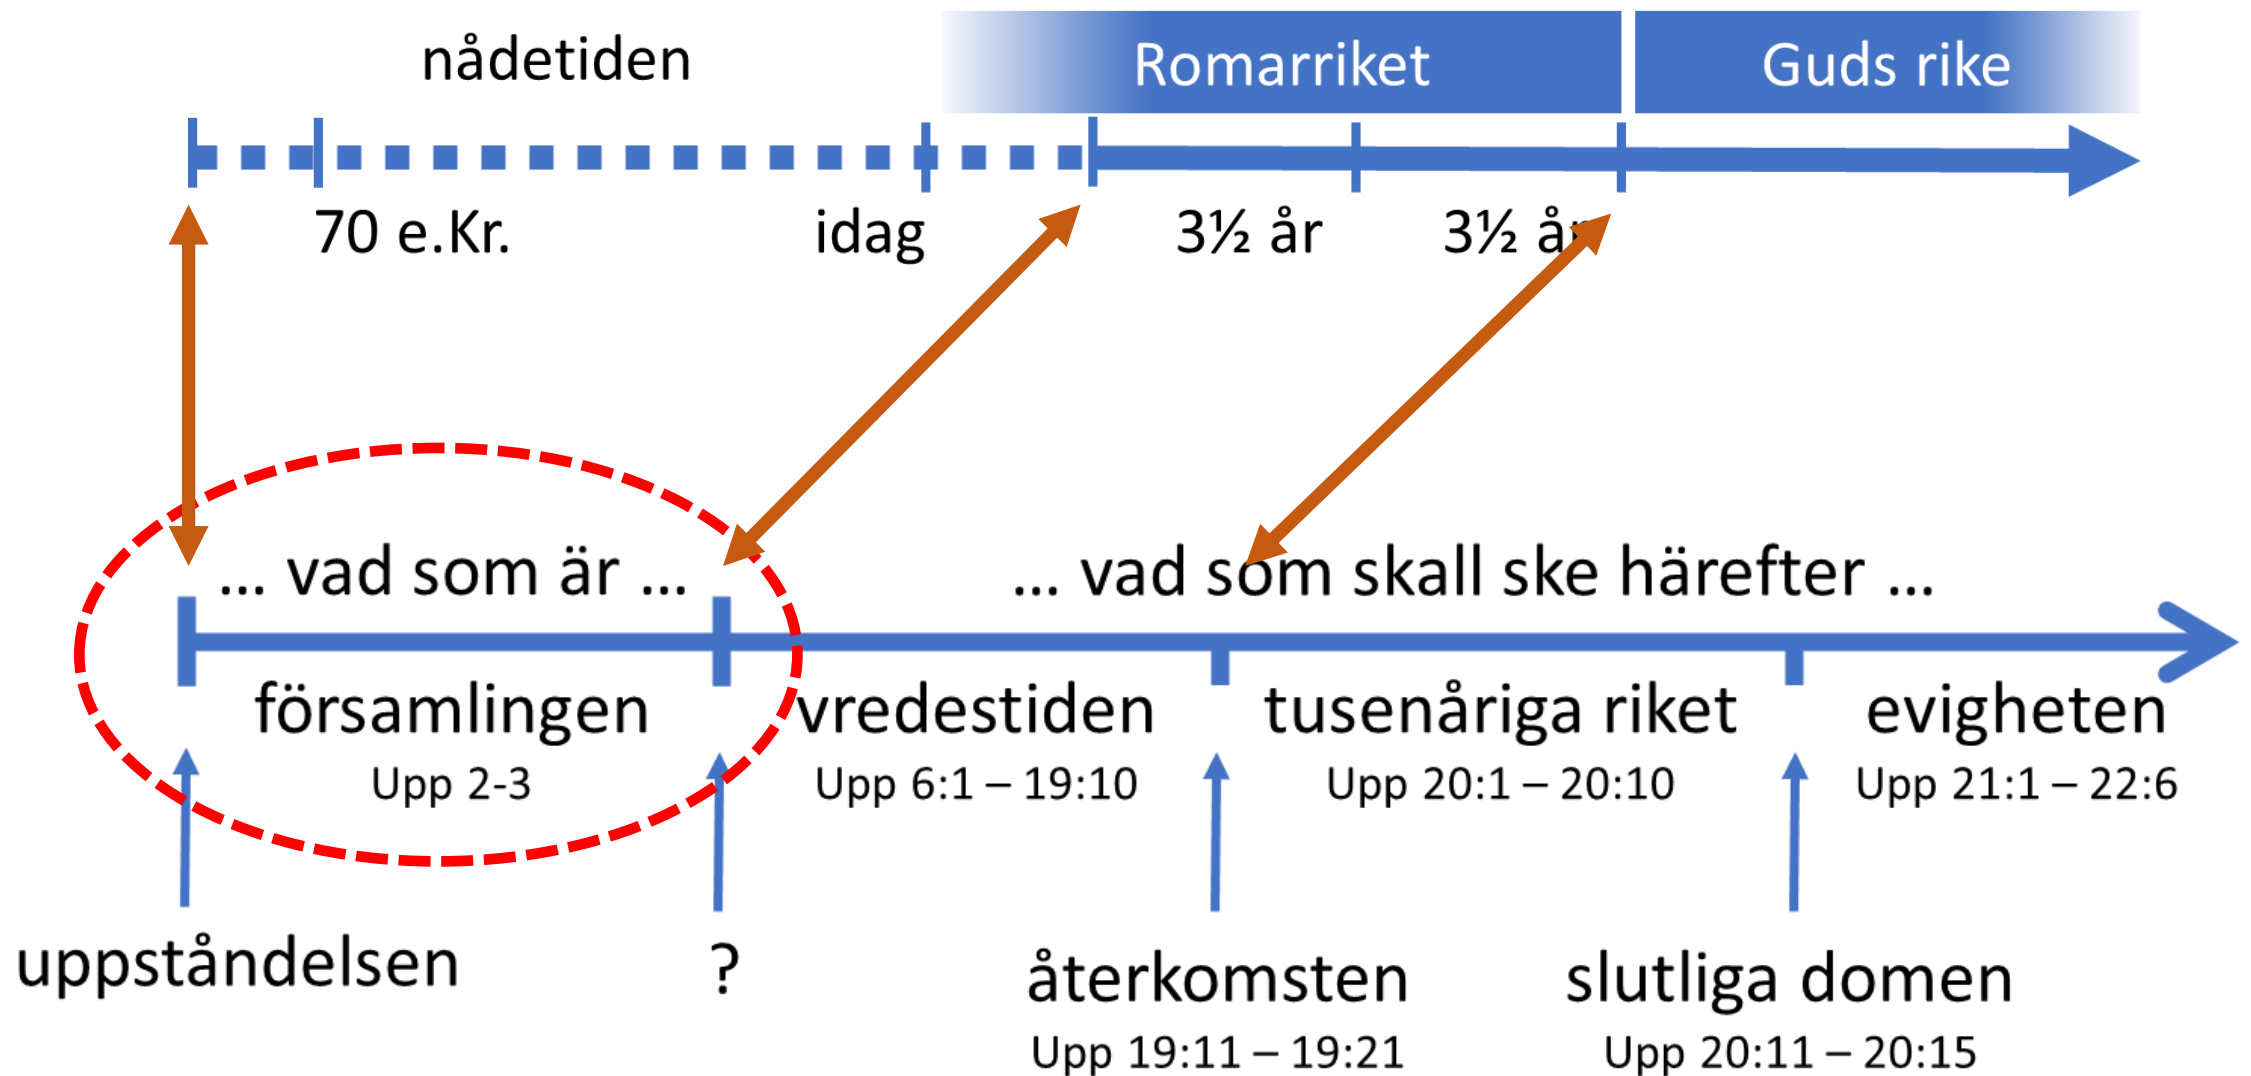 nådetiden
Romarriket
Guds rike
70 e.Kr.
idag
3½ år
3½ år
... vad som är ...
... vad som skall ske härefter ...
församlingen
vredestiden
tusenåriga riket
evigheten
Upp 2-3
Upp 6:1 – 19:10
Upp 20:1 – 20:10
Upp 21:1 – 22:6
uppståndelsen
?
återkomsten
slutliga domen
Upp 19:11 – 19:21
Upp 20:11 – 20:15